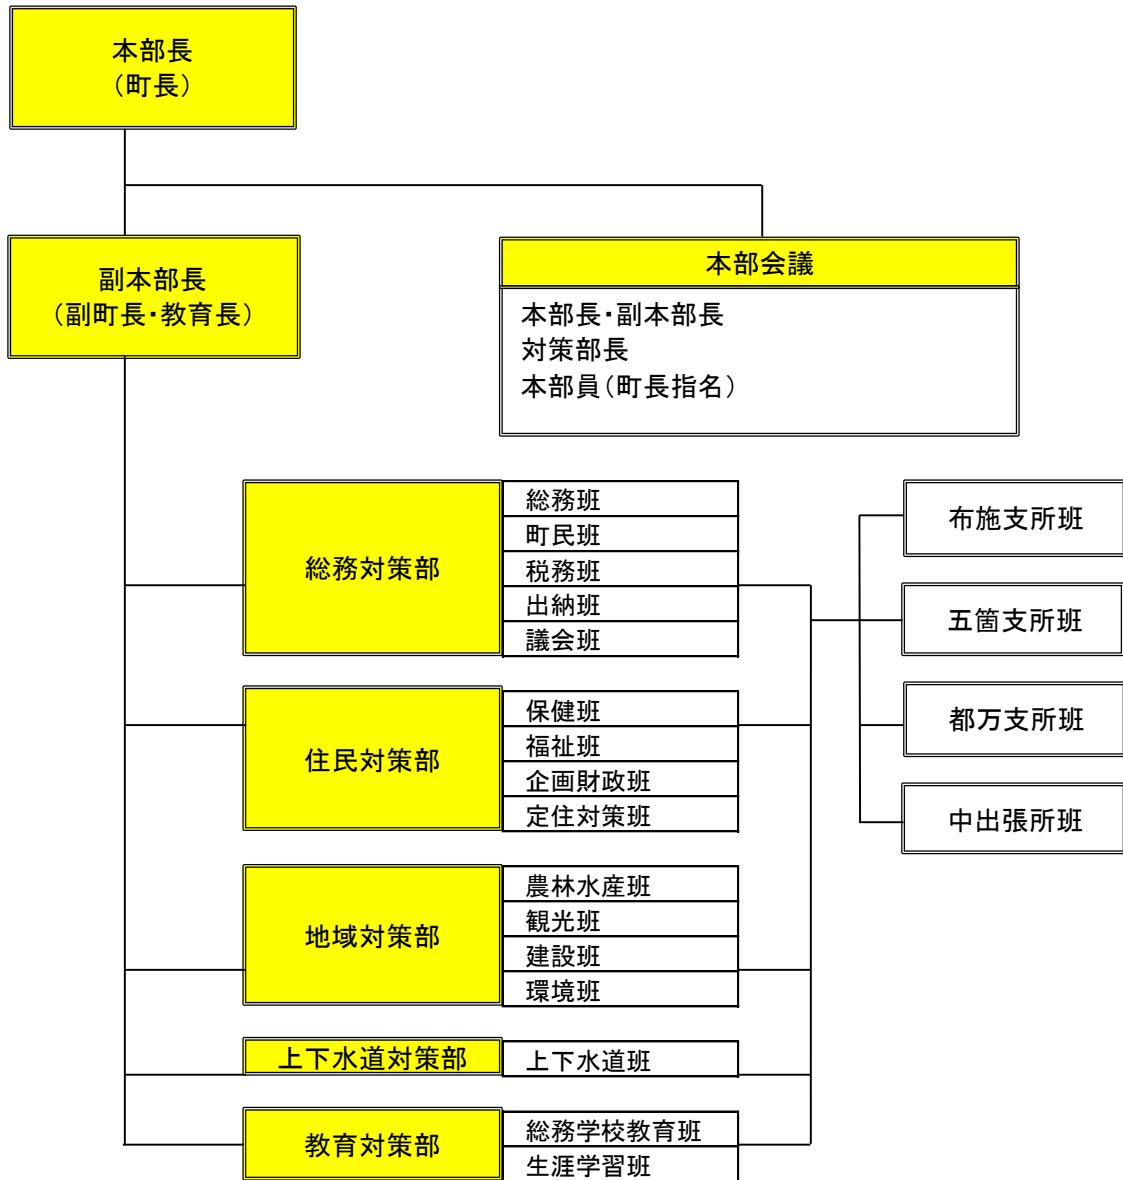 本部長
（町長）
副本部長
（副町長・教育長）
本部会議
本部長・副本部長
対策部長
本部員（町長指名）
総務対策部
総務班
町民班
税務班
出納班
議会班
住民対策部
保健班
福祉班
企画財政班
定住対策班
地域対策部
農林水産班
観光班
建設班
環境班
上下水道対策部
上下水道班
教育対策部
総務学校教育班
生涯学習班
布施支所班
五箇支所班
都万支所班
中出張所班